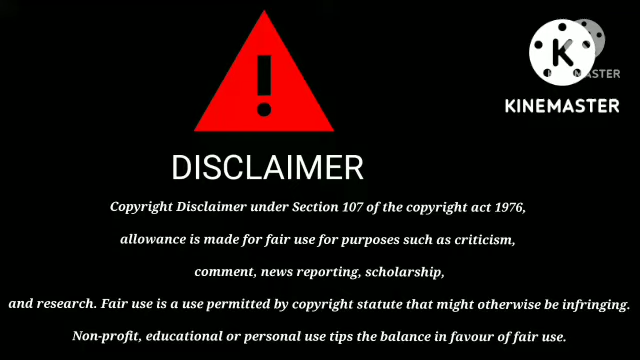 K
MASTER
KINEMASTER
DISCLAIMER
Copyright Disclaimer under Section 107 of the copyright act 1976,
allowance is made for fair use for purposes such as criticism,
comment, news reporting, scholarship,
and research. Fair use is a use permitted by copyright statute that might otherwise be infringing.
Non-profit, educational or personal use tips the balance in favour of fair use.